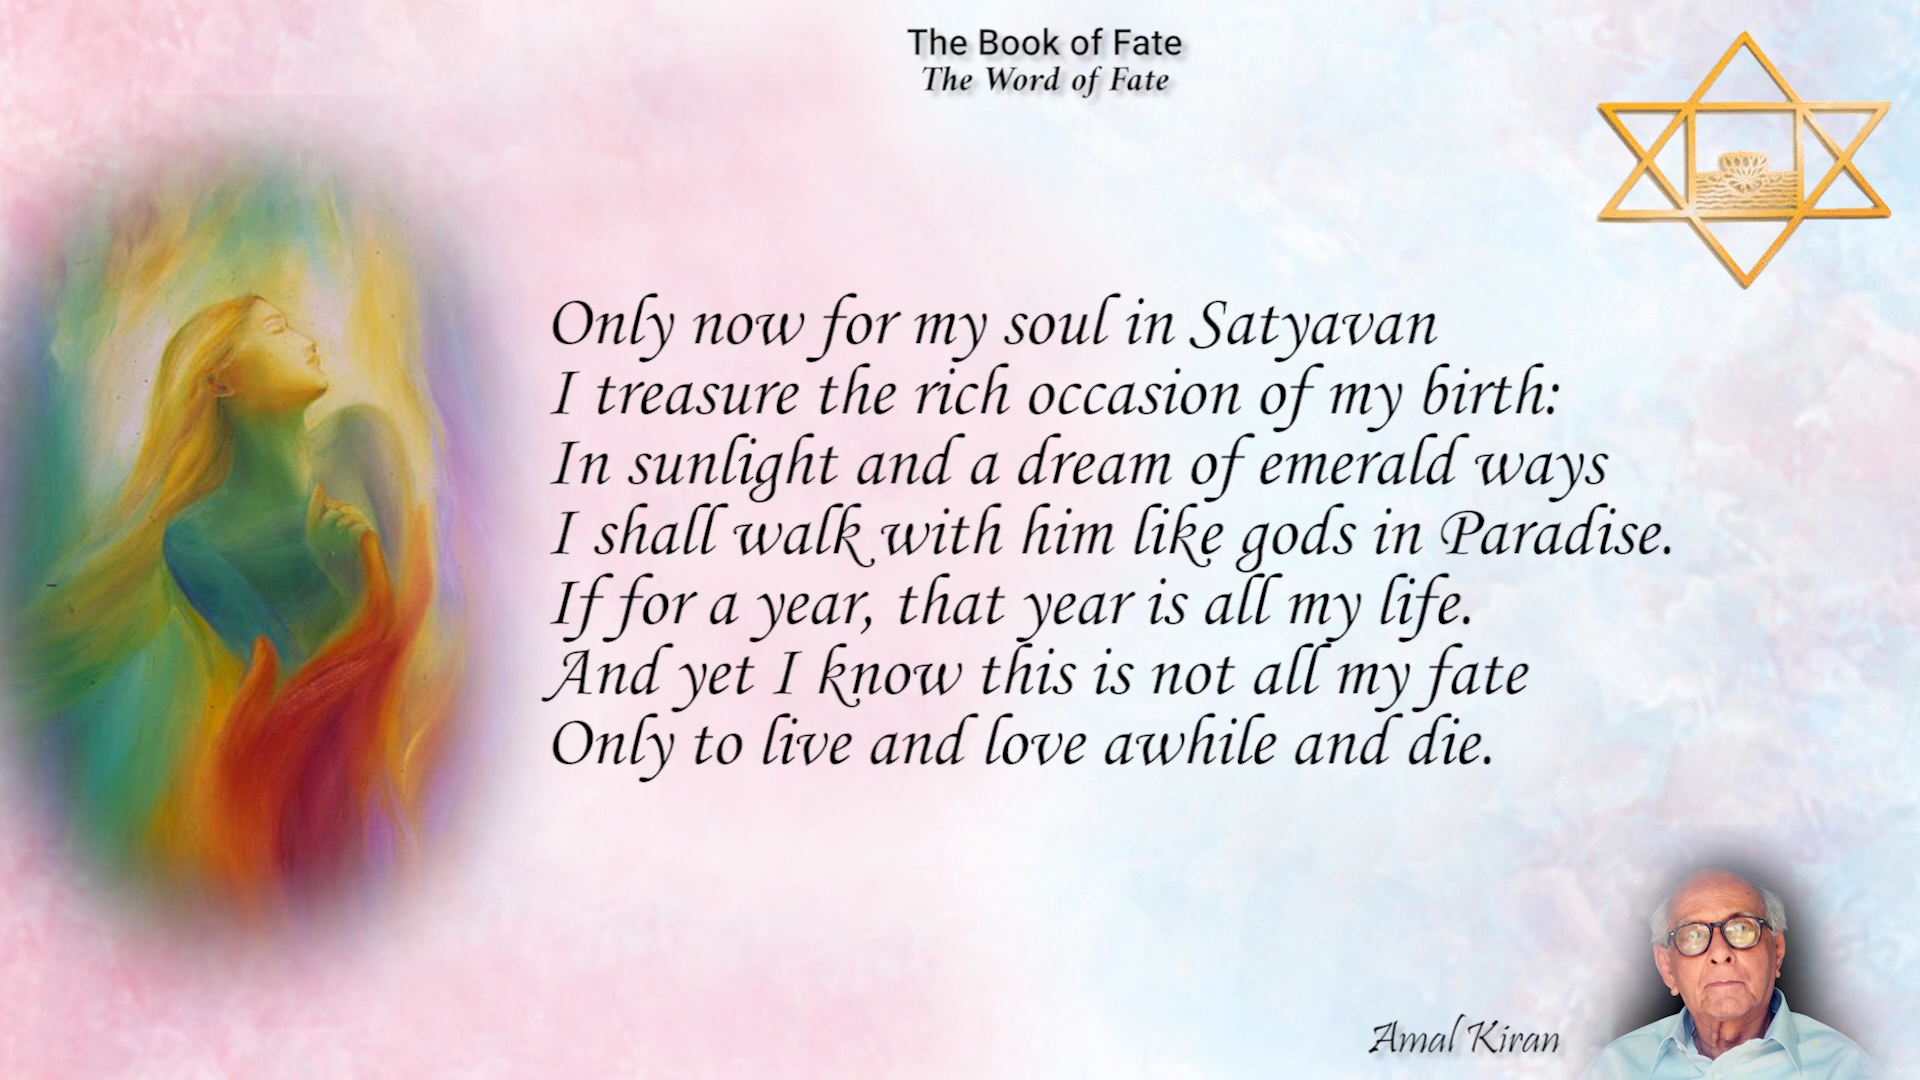 The Book of Fate
The Word of Fate
Only now for my soul in Satyavan
I treasure the rich occasion of my birth:
In sunlight and a dream of emerald ways
I shall walk with him like gods in Paradise.
If for a year, that year is all my life.
And yet I know this is not all my fate
Only to live and love awhile and die.
Amal Kiran